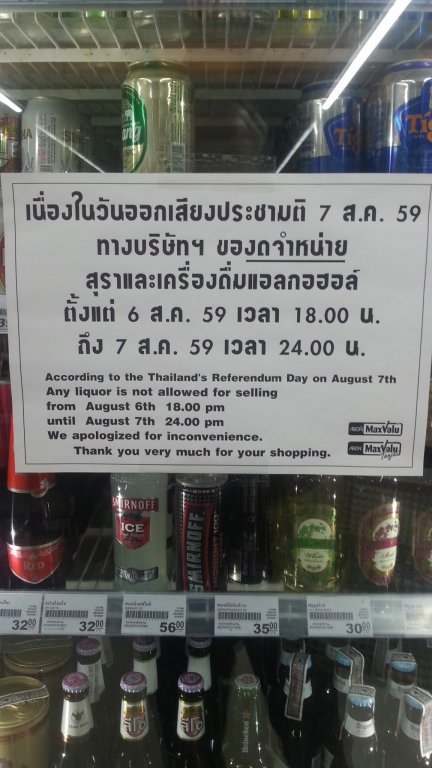 Tiger
เนื่องในวันออกเสียงประชามติ 7 ส.ค. 59
ทางบริษัทฯ ของดจำหน่าย
สุราและเครื่องดื่มแอลกอฮอล์
ตั้งแต่ 6 ส.ค. 59 เวลา 18.00 น.
ถึง 7 ส.ค. 59 เวลา 24.00 น.
According to the Thailand's Referendum Day on August 7th
Any liquor is not allowed for selling
from August 6th 18.00 pm
until August 7th 24.00 pm
We apologized for inconvenience.
Thank you very much for your shopping.
AEON MaxValu
AEON MaxValu
RED
SMIRNOFF
ICE
SMIRNOFF
White
32.00
32.00
56.00
35.00
30.00
Heineken